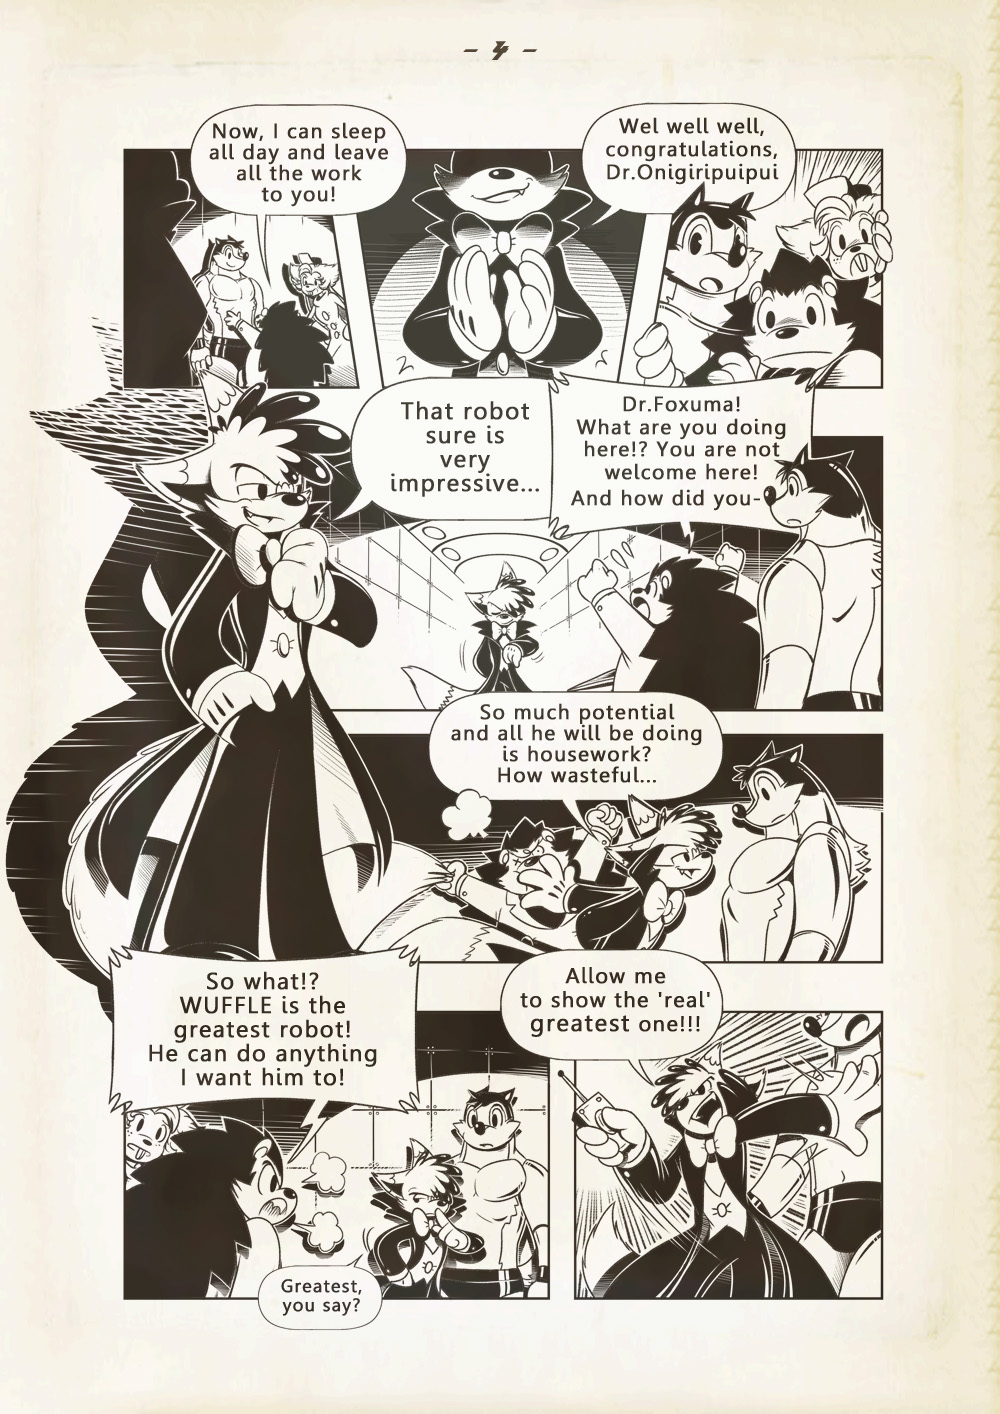 - 4 -
Now, I can sleep
all day and leave
all the work
to you!
Wel well well,
congratulations,
Dr.Onigiripuipui
That robot
sure is
very
impressive...
Dr.Foxuma!
What are you doing
here!? You are not
welcome here!
And how did you-
So much potential
and all he will be doing
is housework?
How wasteful...
So what!?
WUFFLE is the
greatest robot!
He can do anything
I want him to!
Greatest,
you say?
Allow me
to show the 'real'
greatest one!!!